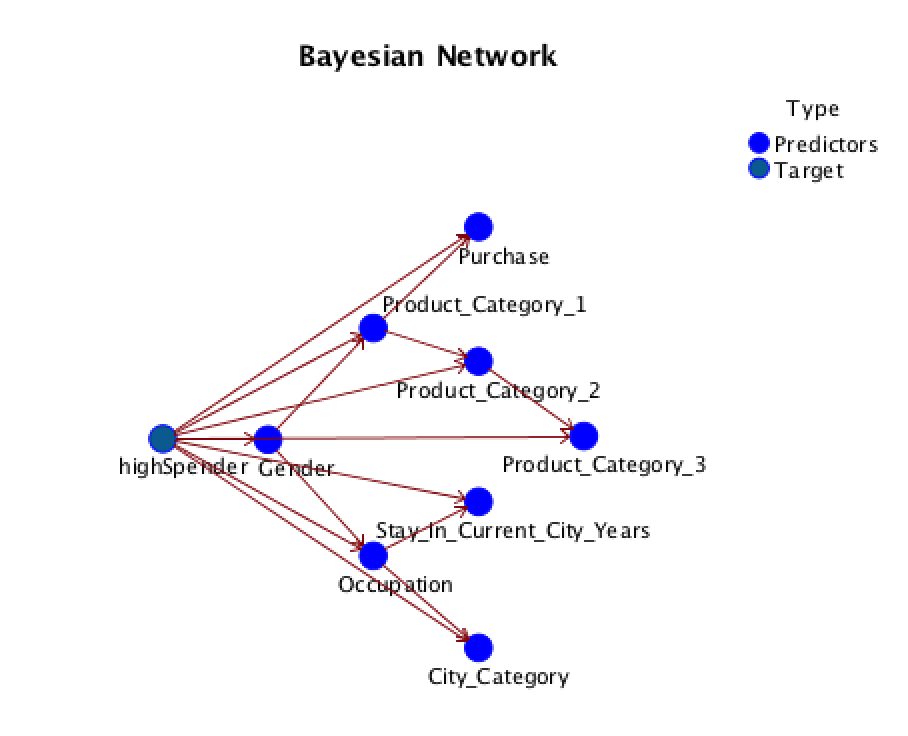 Bayesian Network
Type
Predictors
Target
Purchase
Product_Category_1
Product_Category_2
highSpender
Gender
Product_Category_3
Stay_In_Current_City_Years
Occupation
City_Category